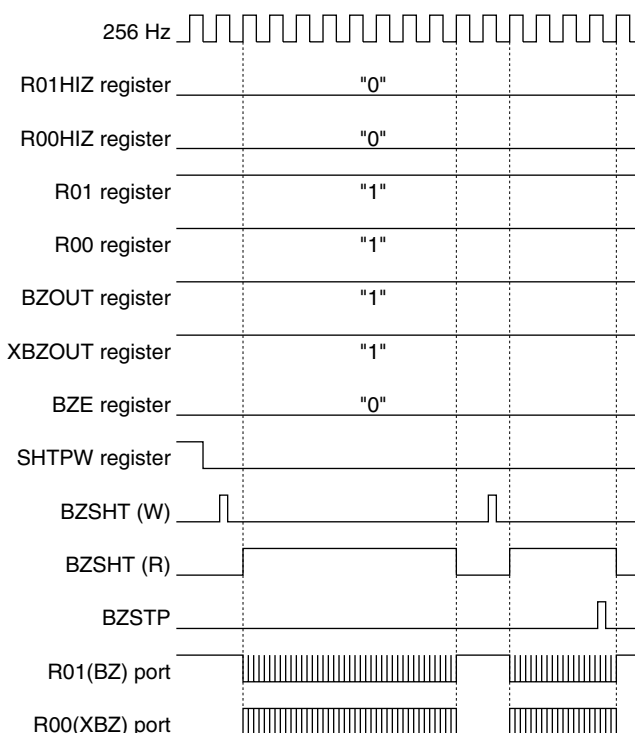 256 Hz
R01HIZ register "0"
R00HIZ register "0"
R01 register "1"
R00 register "1"
BZOUT register "1"
XBZOUT register "1"
BZE register "0"
SHTPW register
BZSHT (W)
BZSHT (R)
BZSTP
R01(BZ) port
R00(XBZ) port